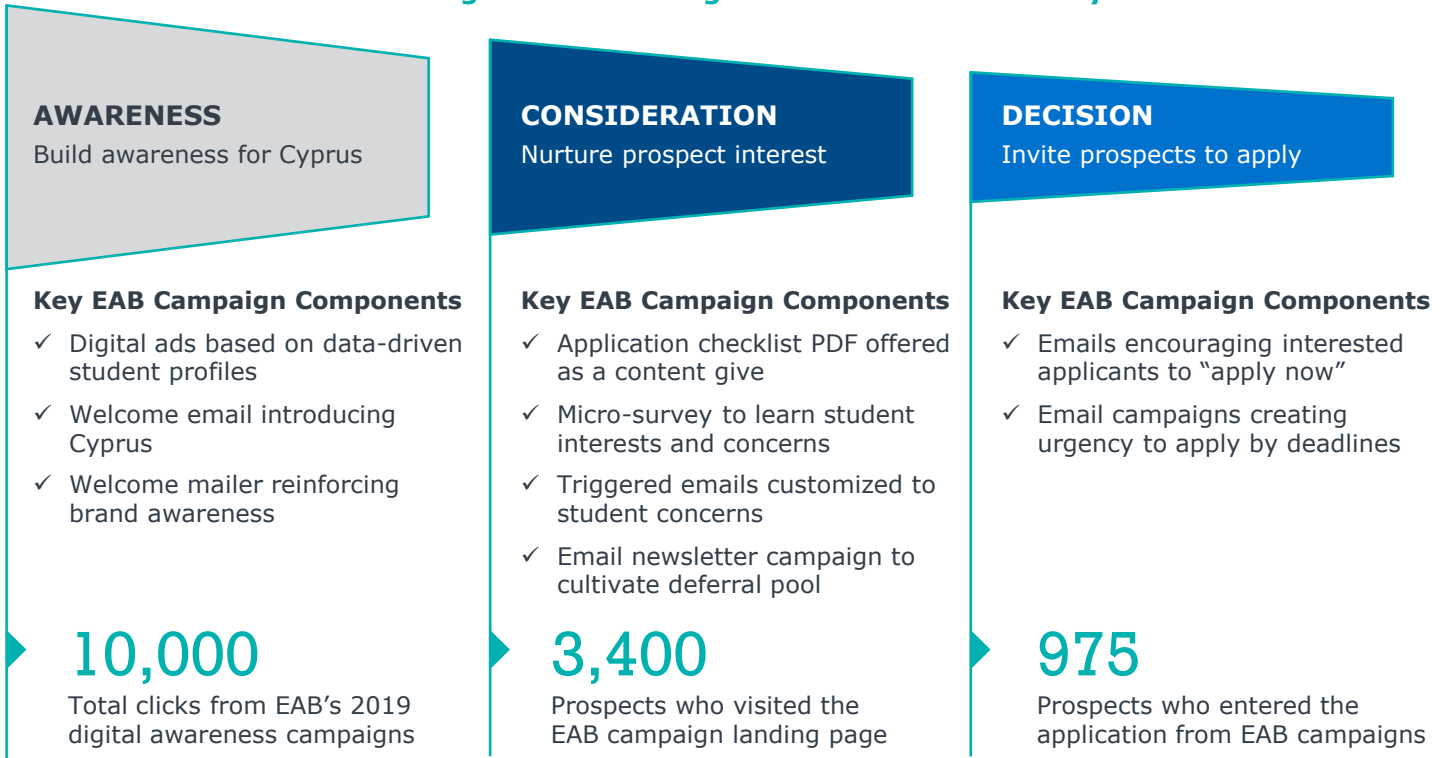 AWARENESS
Build awareness for Cyprus
Key EAB Campaign Components
✓ Digital ads based on data-driven
student profiles
✓ Welcome email introducing
Cyprus
✓ Welcome mailer reinforcing
brand awareness
10,000
Total clicks from EAB’s 2019
digital awareness campaigns
CONSIDERATION
Nurture prospect interest
Key EAB Campaign Components
✓ Application checklist PDF offered
as a content give
✓ Micro-survey to learn student
interests and concerns
✓ Triggered emails customized to
student concerns
✓ Email newsletter campaign to
cultivate deferral pool
3,400
Prospects who visited the
EAB campaign landing page
DECISION
Invite prospects to apply
Key EAB Campaign Components
✓ Emails encouraging interested
applicants to “apply now”
✓ Email campaigns creating
urgency to apply by deadlines
975
Prospects who entered the
application from EAB campaigns